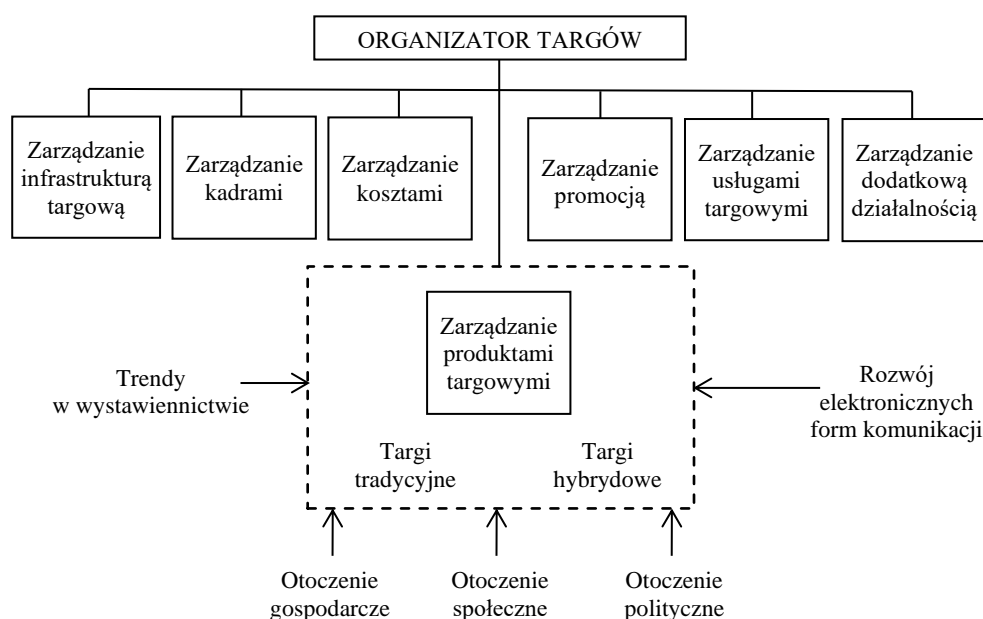 ORGANIZATOR TARGÓW
Zarządzanie
infrastrukturą
targową
Zarządzanie
kadrami
Zarządzanie
kosztami
Zarządzanie
promocją
Zarządzanie
usługami
targowymi
Zarządzanie
dodatkową
działalnością
Zarządzanie
produktami
targowymi
Trendy
w wystawiennictwie
Rozwój
elektronicznych
form komunikacji
Targi
tradycyjne
Targi
hybrydowe
Otoczenie
gospodarcze
Otoczenie
społeczne
Otoczenie
polityczne